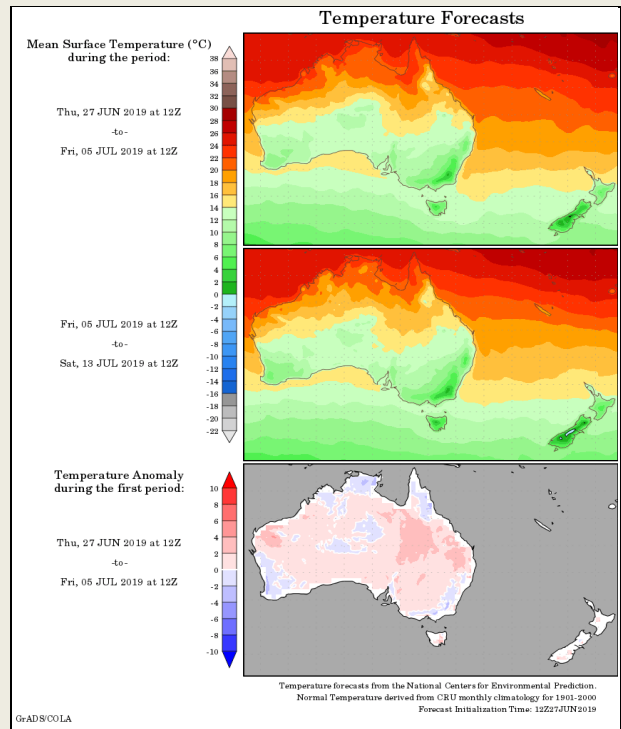 Temperature Forecasts
Mean Surface Temperature (°C)
during the period:
Thu, 27 JUN 2019 at 12Z
-to-
Fri, 05 JUL 2019 at 12Z
38
36
34
32
30
28
26
24
22
20
18
16
14
12
10
8
6
4
2
0
-2
-4
-6
-8
-10
-12
-14
-16
-17
-20
-22
Fri, 05 JUL 2019 at 12Z
-to-
Sat, 13 JUL 2019 at 12Z
Temperature Anomaly
during the first period:
Thu, 27 JUN 2019 at 12Z
-to-
Fri, 05 JUL 2019 at 12Z
10
8
6
4
2
0
-2
-4
-6
-8
-10
Temperature forecasts from the National Centers for Environmental Prediction.
Normal Temperature derived from CRU monthly climatology for 1901-2000
Forecast Initialization Time: 12Z27JUN2019
GrADS/COLA